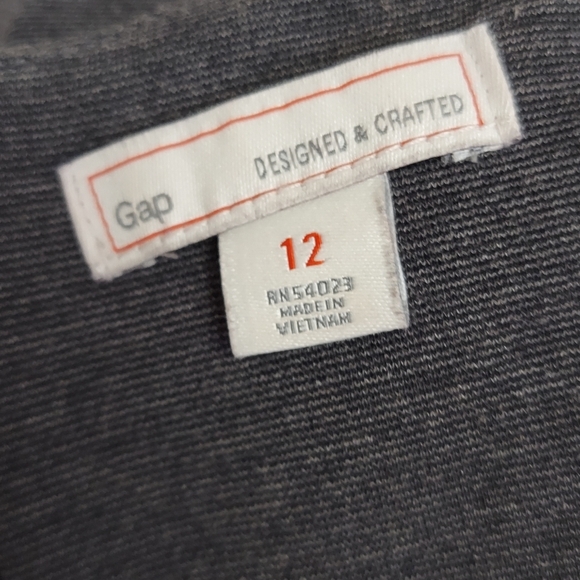 Gap DESIGNED & CRAFTED
12
RN54023
MADE IN
VIETNAM